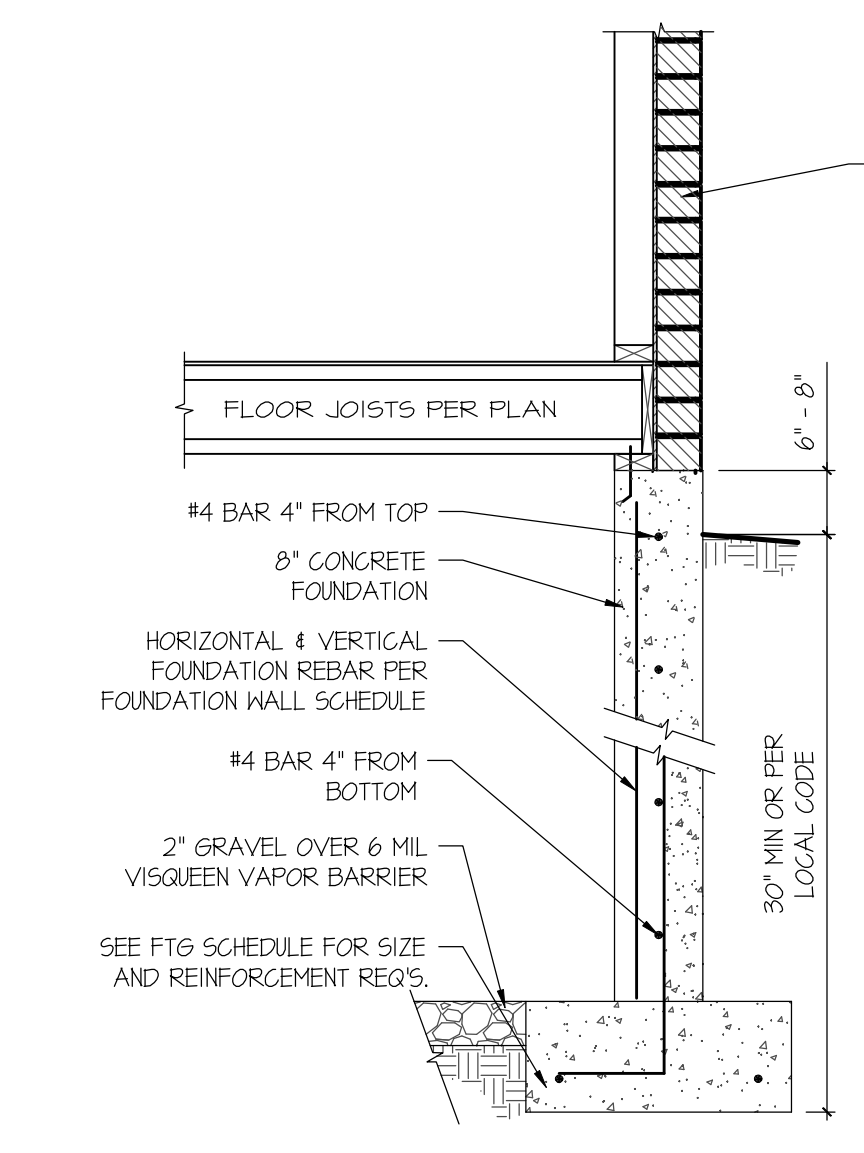 FLOOR JOISTS PER PLAN
6" - 8"
#4 BAR 4" FROM TOP
8" CONCRETE
FOUNDATION
HORIZONTAL & VERTICAL
FOUNDATION REBAR PER
FOUNDATION WALL SCHEDULE
#4 BAR 4" FROM
BOTTOM
30" MIN OR PER
LOCAL CODE
2" GRAVEL OVER 6 MIL
VISQUEEN VAPOR BARRIER
SEE FTG SCHEDULE FOR SIZE
AND REINFORCEMENT REQ'S.